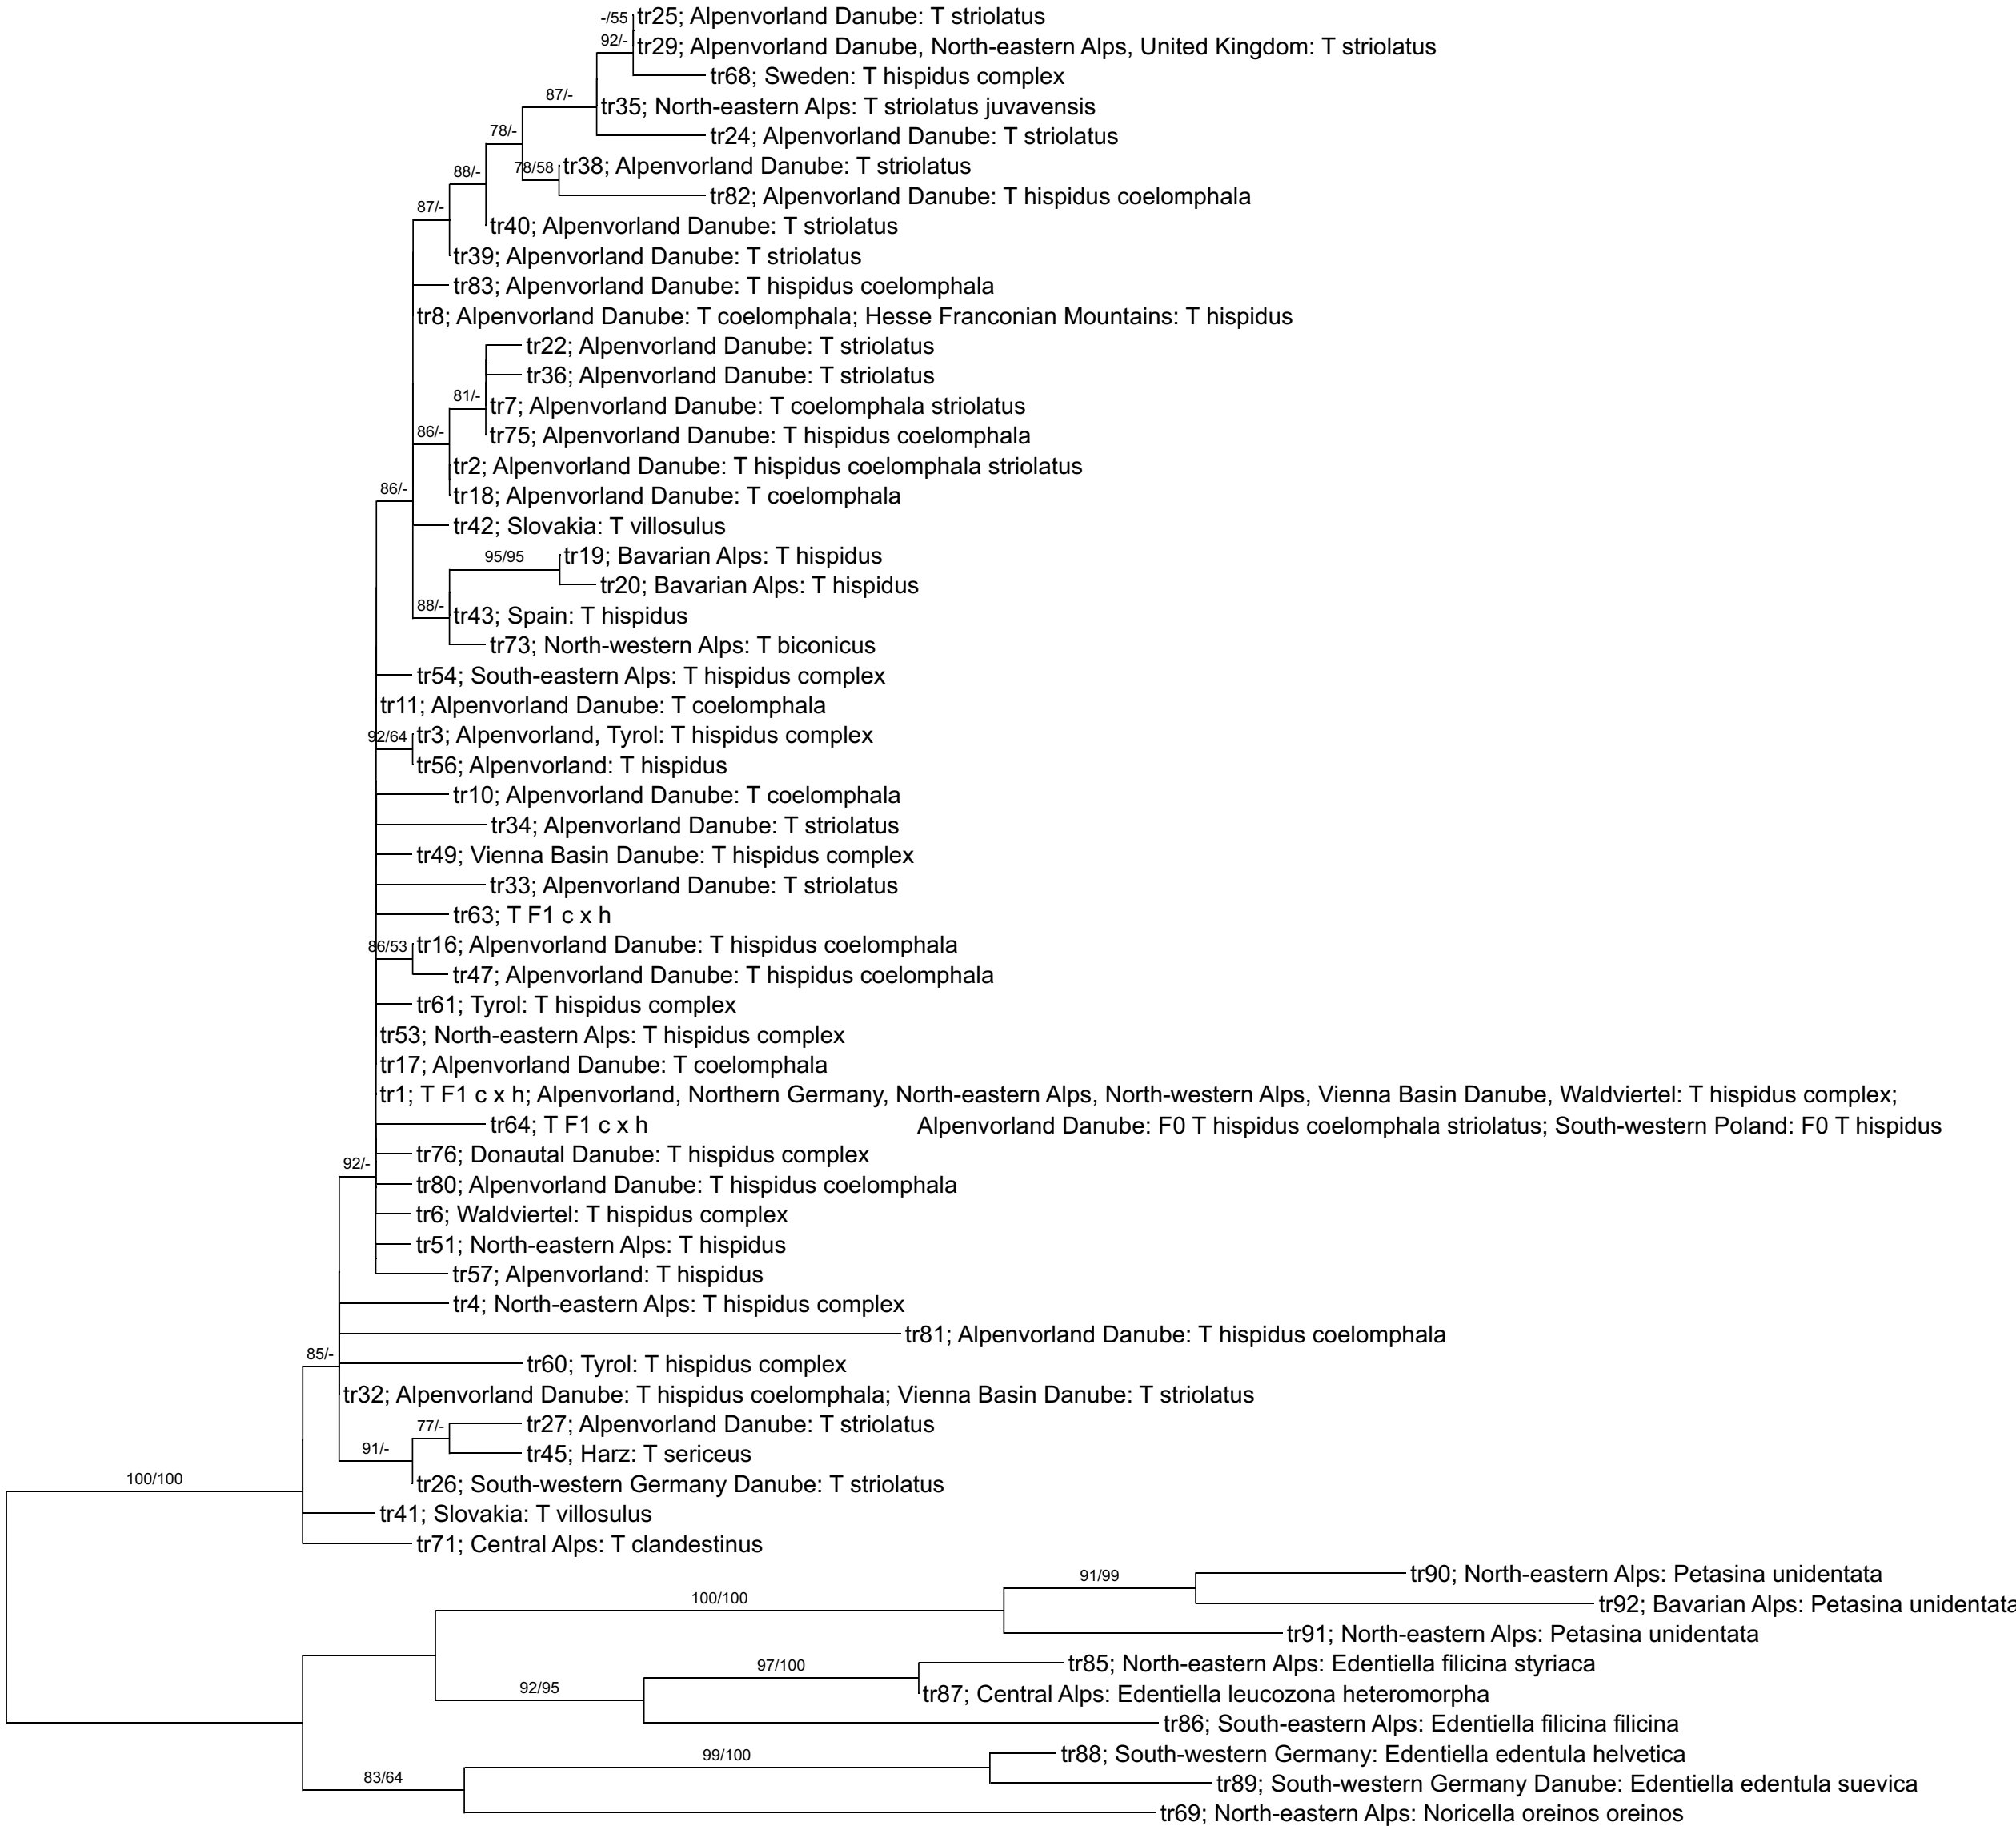 -/55
tr25; Alpenvorland Danube: T striolatus
92/-
tr29; Alpenvorland Danube, North-eastern Alps, United Kingdom: T striolatus
tr68; Sweden: T hispidus complex
87/-
tr35; North-eastern Alps: T striolatus juvavensis
78/-
tr24; Alpenvorland Danube: T striolatus
78/58
tr38; Alpenvorland Danube: T striolatus
88/-
tr82; Alpenvorland Danube: T hispidus coelomphala
87/-
tr40; Alpenvorland Danube: T striolatus
tr39; Alpenvorland Danube: T striolatus
tr83; Alpenvorland Danube: T hispidus coelomphala
tr8; Alpenvorland Danube: T coelomphala; Hesse Franconian Mountains: T hispidus
tr22; Alpenvorland Danube: T striolatus
tr36; Alpenvorland Danube: T striolatus
81/-
tr7; Alpenvorland Danube: T coelomphala striolatus
86/-
tr75; Alpenvorland Danube: T hispidus coelomphala
tr2; Alpenvorland Danube: T hispidus coelomphala striolatus
86/-
tr18; Alpenvorland Danube: T coelomphala
tr42; Slovakia: T villosulus
95/95
tr19; Bavarian Alps: T hispidus
tr20; Bavarian Alps: T hispidus
88/-
tr43; Spain: T hispidus
tr73; North-western Alps: T biconicus
tr54; South-eastern Alps: T hispidus complex
tr11; Alpenvorland Danube: T coelomphala
92/64
tr3; Alpenvorland, Tyrol: T hispidus complex
tr56; Alpenvorland: T hispidus
tr10; Alpenvorland Danube: T coelomphala
tr34; Alpenvorland Danube: T striolatus
tr49; Vienna Basin Danube: T hispidus complex
tr33; Alpenvorland Danube: T striolatus
tr63; T F1 c x h
86/53
tr16; Alpenvorland Danube: T hispidus coelomphala
tr47; Alpenvorland Danube: T hispidus coelomphala
tr61; Tyrol: T hispidus complex
tr53; North-eastern Alps: T hispidus complex
tr17; Alpenvorland Danube: T coelomphala
tr1; T F1 c x h; Alpenvorland, Northern Germany, North-eastern Alps, North-western Alps, Vienna Basin Danube, Waldviertel: T hispidus complex;
tr64; T F1 c x h
Alpenvorland Danube: F0 T hispidus coelomphala striolatus; South-western Poland: F0 T hispidus
tr76; Donautal Danube: T hispidus complex
92/-
tr80; Alpenvorland Danube: T hispidus coelomphala
tr6; Waldviertel: T hispidus complex
tr51; North-eastern Alps: T hispidus
tr57; Alpenvorland: T hispidus
tr4; North-eastern Alps: T hispidus complex
tr81; Alpenvorland Danube: T hispidus coelomphala
85/-
tr60; Tyrol: T hispidus complex
tr32; Alpenvorland Danube: T hispidus coelomphala; Vienna Basin Danube: T striolatus
77/-
tr27; Alpenvorland Danube: T striolatus
91/-
tr45; Harz: T sericeus
100/100
tr26; South-western Germany Danube: T striolatus
tr41; Slovakia: T villosulus
tr71; Central Alps: T clandestinus
91/99
tr90; North-eastern Alps: Petasina unidentata
100/100
tr92; Bavarian Alps: Petasina unidentata
tr91; North-eastern Alps: Petasina unidentata
97/100
tr85; North-eastern Alps: Edentiella filicina styriaca
92/95
tr87; Central Alps: Edentiella leucozona heteromorpha
tr86; South-eastern Alps: Edentiella filicina filicina
99/100
tr88; South-western Germany: Edentiella edentula helvetica
83/64
tr89; South-western Germany Danube: Edentiella edentula suevica
tr69; North-eastern Alps: Noricella oreinos oreinos